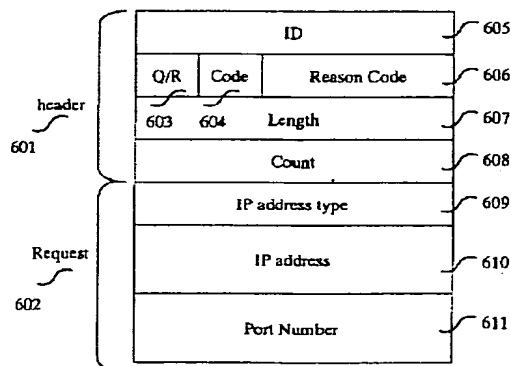 ID 605
Q/R Code Reason Code 606
header
603 604 Length 607
601
Count 608
IP address type 609
Request
IP address 610
602
Port Number 611